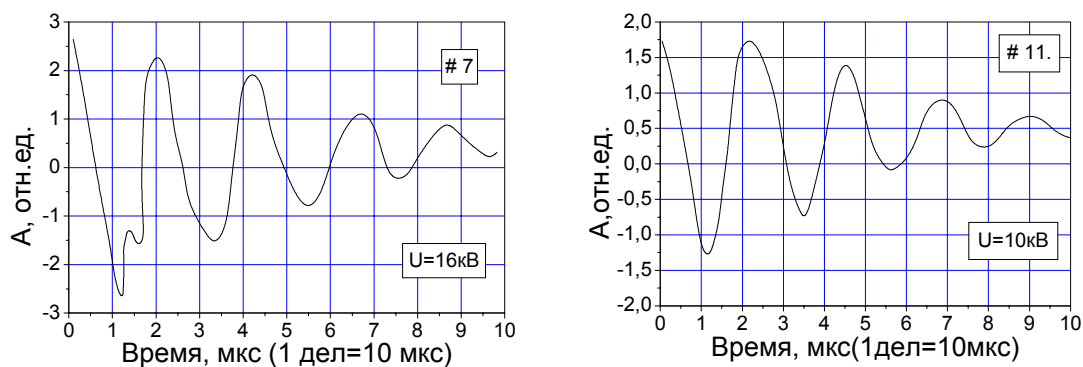 3
2
1
0
-1
-2
-3
А, отн.ед.
# 7
U=16кВ
0 1 2 3 4 5 6 7 8 9 10
Время, мкс (1 дел=10 мкс)
2,0
1,5
1,0
0,5
0,0
-0,5
-1,0
-1,5
-2,0
А,отн.ед.
# 11.
U=10кВ
0 1 2 3 4 5 6 7 8 9 10
Время, мкс(1дел=10мкс)